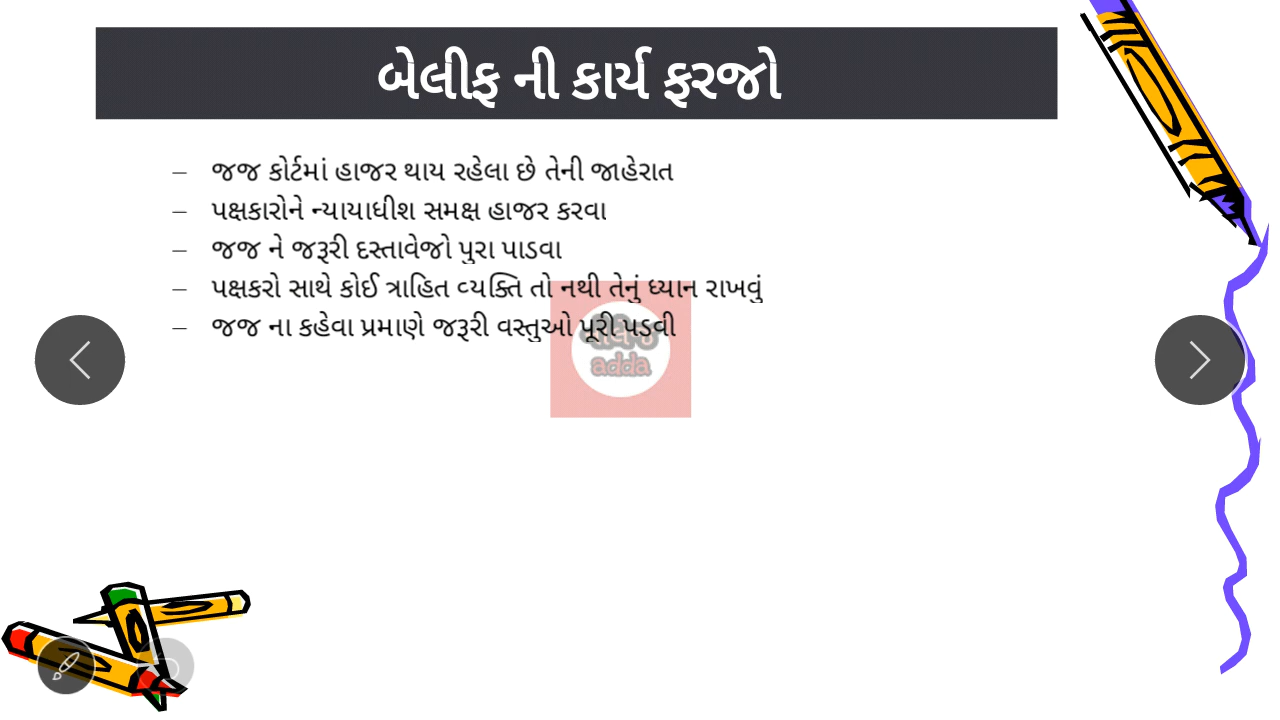 બેલીફ ની કાર્ય ફરજો
– જજ કોર્ટમાં હાજર થાય રહેલા છે તેની જાહેરાત
– પક્ષકારોને ન્યાયાધીશ સમક્ષ હાજર કરવા
– જજ ને જરૂરી દસ્તાવેજો પુરા પાડવા
– પક્ષકરો સાથે કોઈ ત્રાહિત વ્યક્તિ તો નથી તેનું ધ્યાન રાખવું
– જજ ના કહેવા પ્રમાણે જરૂરી વસ્તુઓ પૂરી પડવી
adda